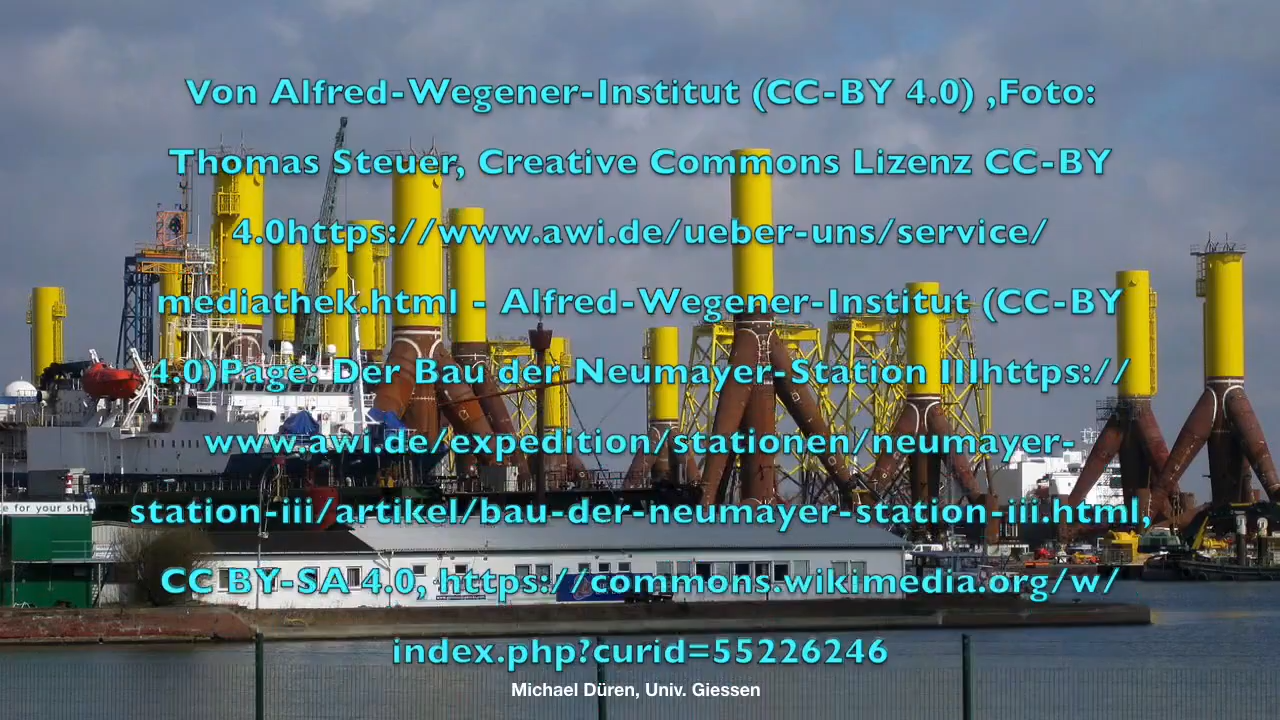 Von Alfred-Wegener-Institut (CC-BY 4.0) ,Foto:
Thomas Steuer, Creative Commons Lizenz CC-BY
4.0https://www.awi.de/ueber-uns/service/
mediathek.html - Alfred-Wegener-Institut (CC-BY
4.0)Page: Der Bau der Neumayer-Station IIIhttps://
www.awi.de/expedition/stationen/neumayer-
station-iii/artikel/bau-der-neumayer-station-iii.html,
e for your ship
CC BY-SA 4.0, https://commons.wikimedia.org/w/
index.php?curid=55226246
Michael Düren, Univ. Giessen